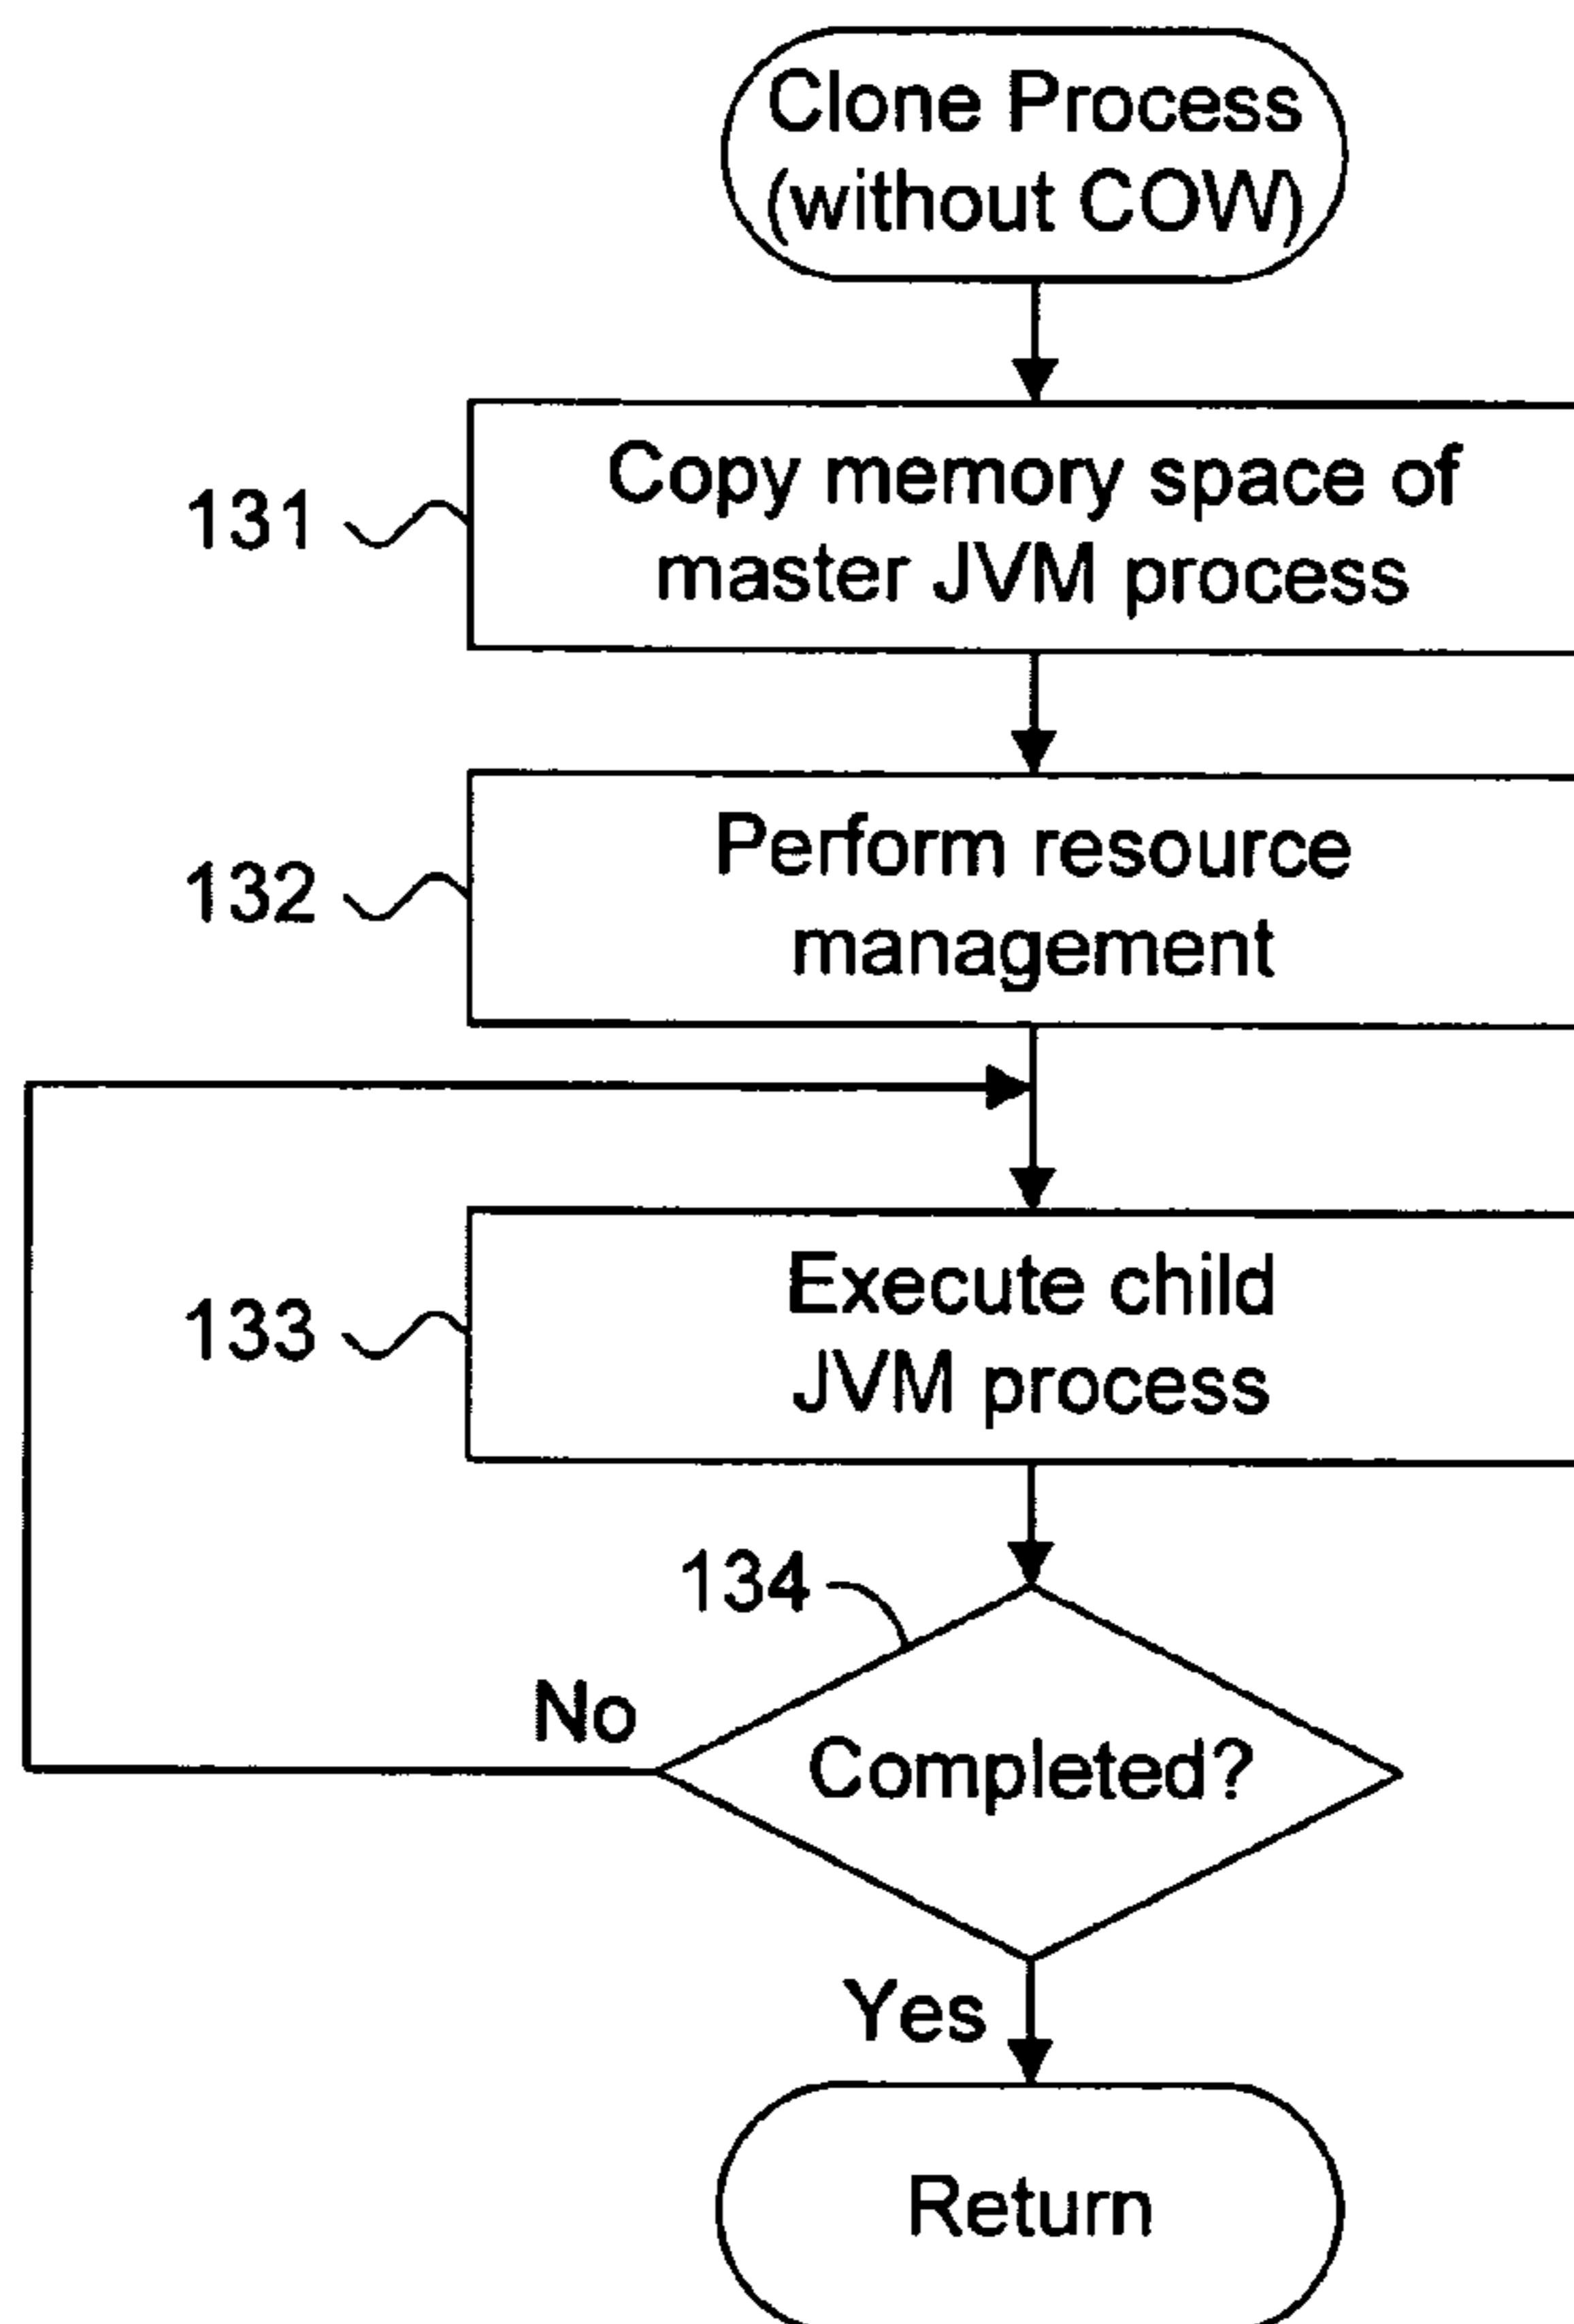 Clone Process
(without COW)
131
Copy memory space of
master JVM process
132
Perform resource
management
133
Execute child
JVM process
134
No
Completed?
Yes
Return